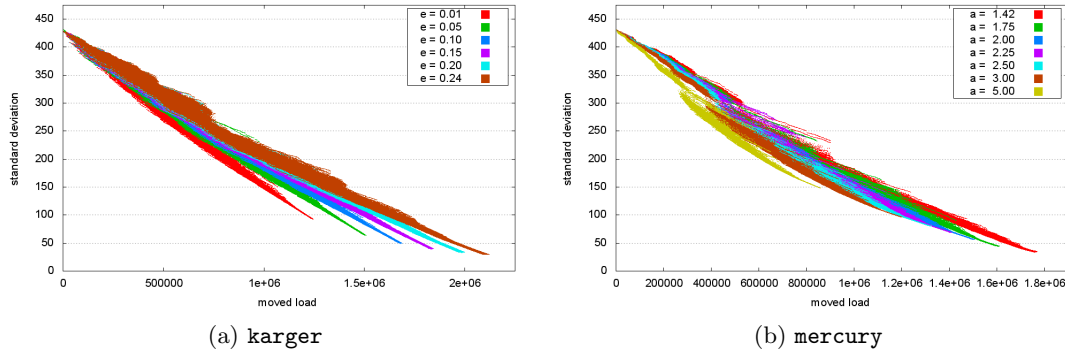 450
400
350
300
250
200
150
100
50
0
standard deviation
0
500000
1e+06
1.5e+06
2e+06
moved load
e = 0.01
e = 0.05
e = 0.10
e = 0.15
e = 0.20
e = 0.24
(a) karger
450
400
350
300
250
200
150
100
50
0
standard deviation
0
200000
400000
600000
800000
1e+06
1.2e+06
1.4e+06
1.6e+06
1.8e+06
moved load
a = 1.42
a = 1.75
a = 2.00
a = 2.25
a = 2.50
a = 3.00
a = 5.00
(b) mercury